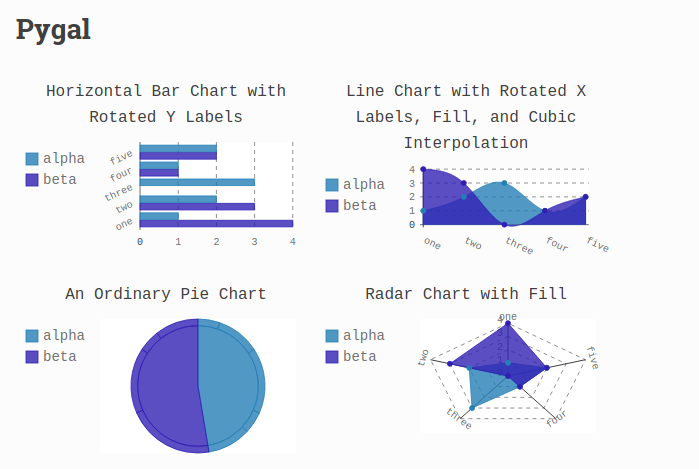 Pygal
Horizontal Bar Chart with
Rotated Y Labels
alpha
beta
five
four
three
two
one
0 1 2 3 4
Line Chart with Rotated X
Labels, Fill, and Cubic
Interpolation
alpha
beta
4
3
2
1
0
one two three four five
An Ordinary Pie Chart
alpha
beta
Radar Chart with Fill
alpha
beta
one
4
two
five
three
four